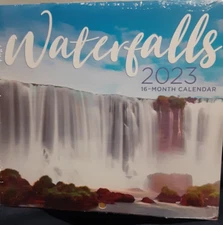 Waterfalls
2023
16-MONTH CALENDAR